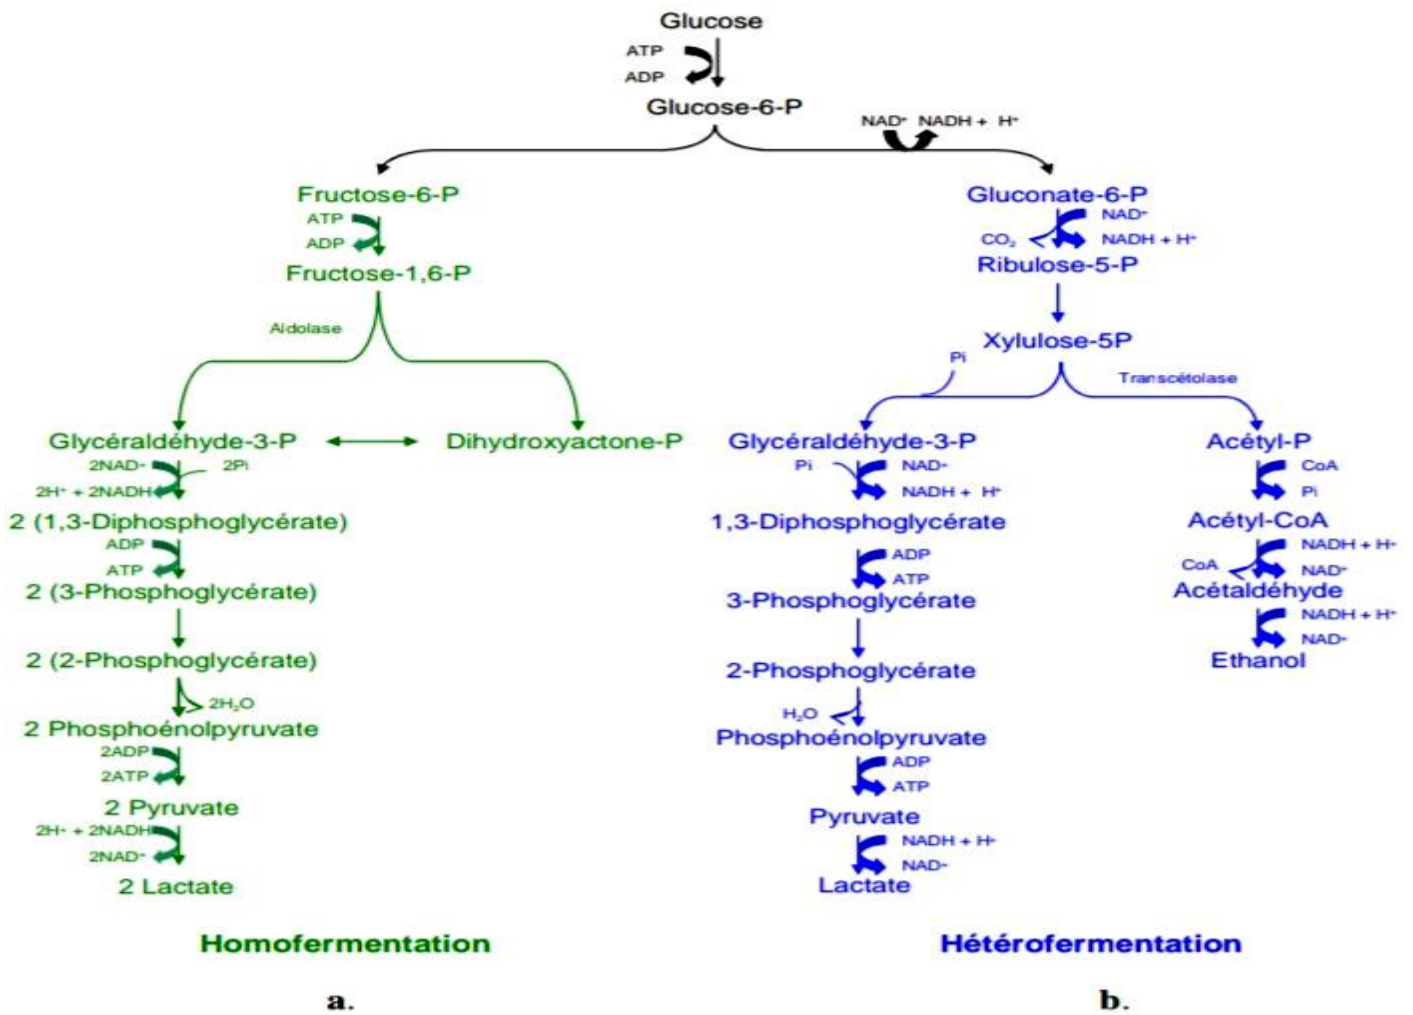 Glucose
ATP
ADP
Glucose-6-P
NAD⁺ NADH + H⁺
Fructose-6-P
ATP
ADP
Fructose-1,6-P
Aldolase
Glycéraldéhyde-3-P
Dihydroxyactone-P
2NAD⁺
2Pi
2H⁺ + 2NADH
2 (1,3-Diphosphoglycérate)
ADP
ATP
2 (3-Phosphoglycérate)
2 (2-Phosphoglycérate)
2H₂O
2 Phosphoénolpyruvate
2ADP
2ATP
2 Pyruvate
2H⁺ + 2NADH
2NAD⁺
2 Lactate
Homofermentation
a.
Gluconate-6-P
NAD⁺
CO₂
NADH + H⁺
Ribulose-5-P
Xylulose-5P
Pi
Transcétolase
Glycéraldéhyde-3-P
Pi
NAD⁺
NADH + H⁺
1,3-Diphosphoglycérate
ADP
ATP
3-Phosphoglycérate
2-Phosphoglycérate
H₂O
Phosphoénolpyruvate
ADP
ATP
Pyruvate
NADH + H⁺
NAD⁺
Lactate
Acétyl-P
CoA
Pi
Acétyl-CoA
NADH + H⁺
CoA
NAD⁺
Acétaldéhyde
NADH + H⁺
NAD⁺
Ethanol
Hétérofermentation
b.